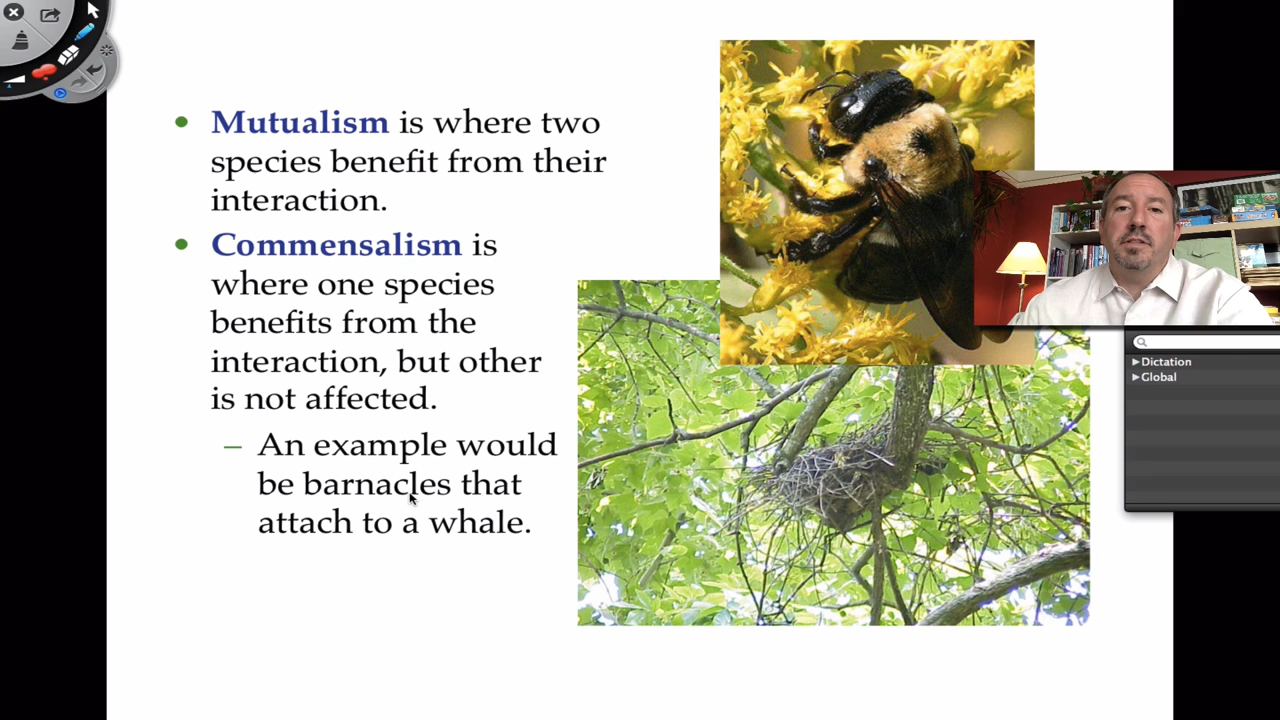 Mutualism is where two
species benefit from their
interaction.
Commensalism is
where one species
benefits from the
interaction, but other
is not affected.
– An example would
be barnacles that
attach to a whale.
Dictation
Global